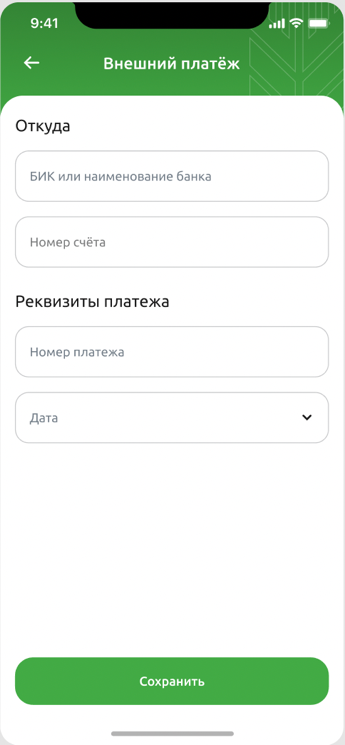 9:41
Внешний платёж
Откуда
БИК или наименование банка
Номер счёта
Реквизиты платежа
Номер платежа
Дата
Сохранить